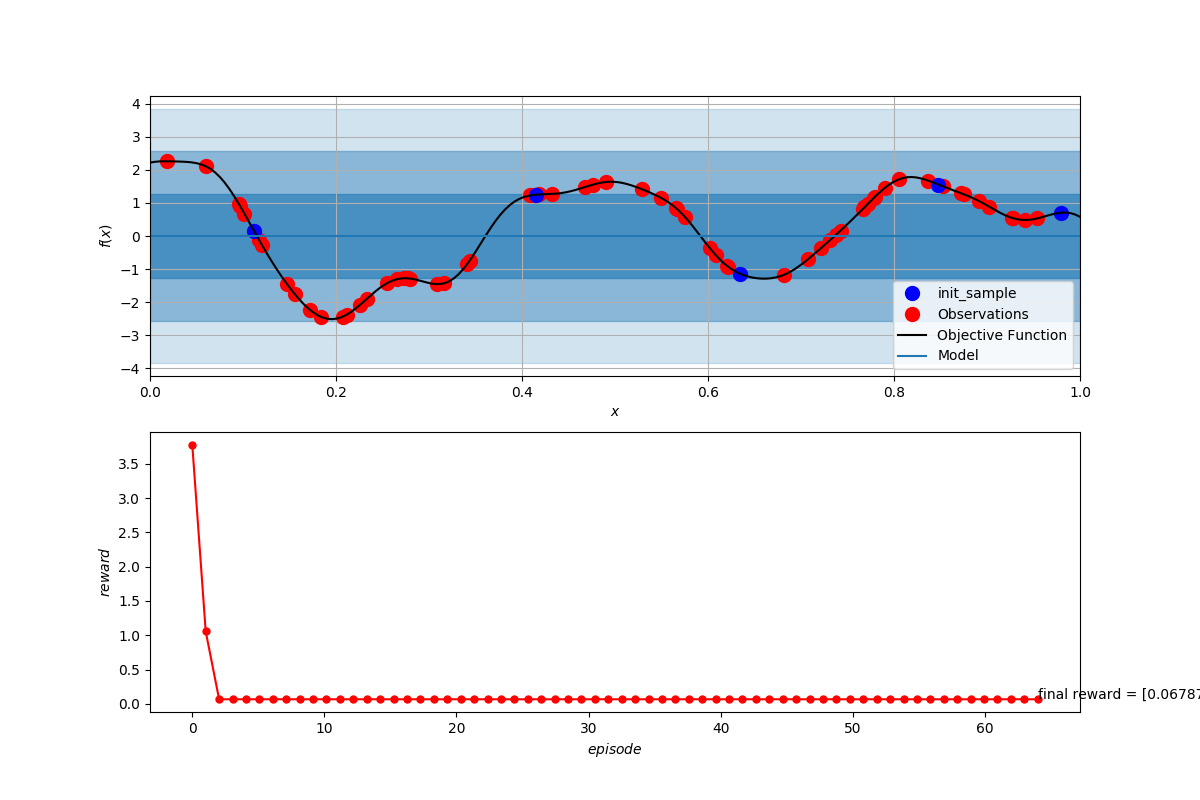 4
3
2
1
0
−1
−2
−3
−4
f(x)
init_sample
Observations
Objective Function
Model
0.0 0.2 0.4 0.6 0.8 1.0
x
3.5
3.0
2.5
2.0
1.5
1.0
0.5
0.0
reward
final reward = [0.06787
0 10 20 30 40 50 60
episode